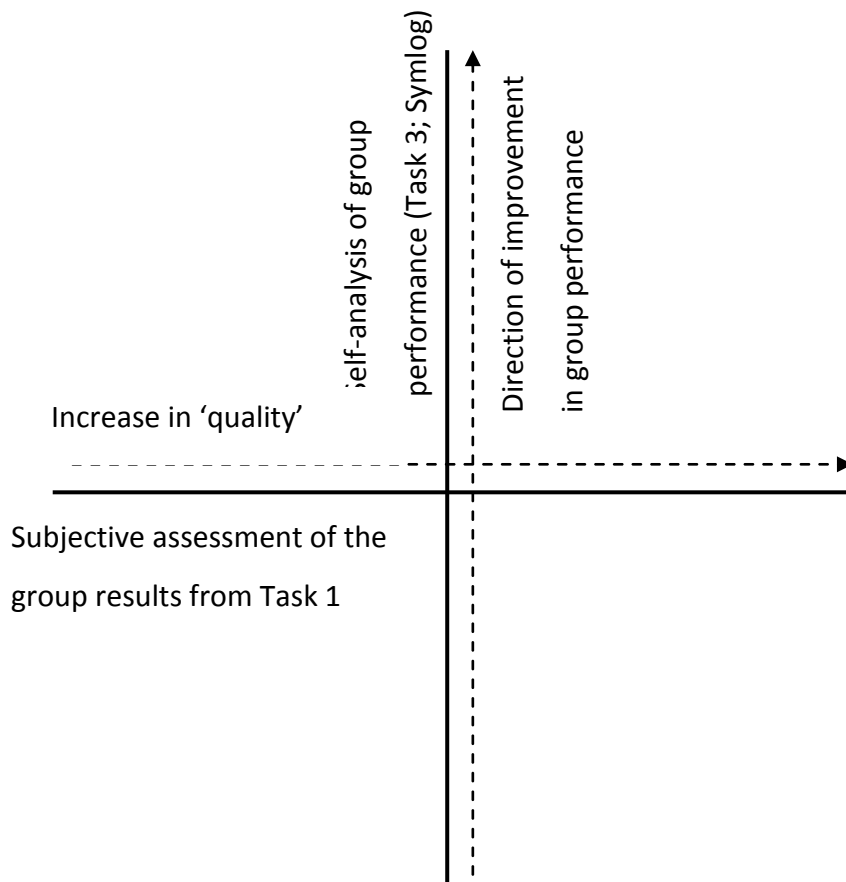 Self-analysis of group
performance (Task 3; Symlog)
Direction of improvement
in group performance
Increase in ‘quality’
Subjective assessment of the
group results from Task 1